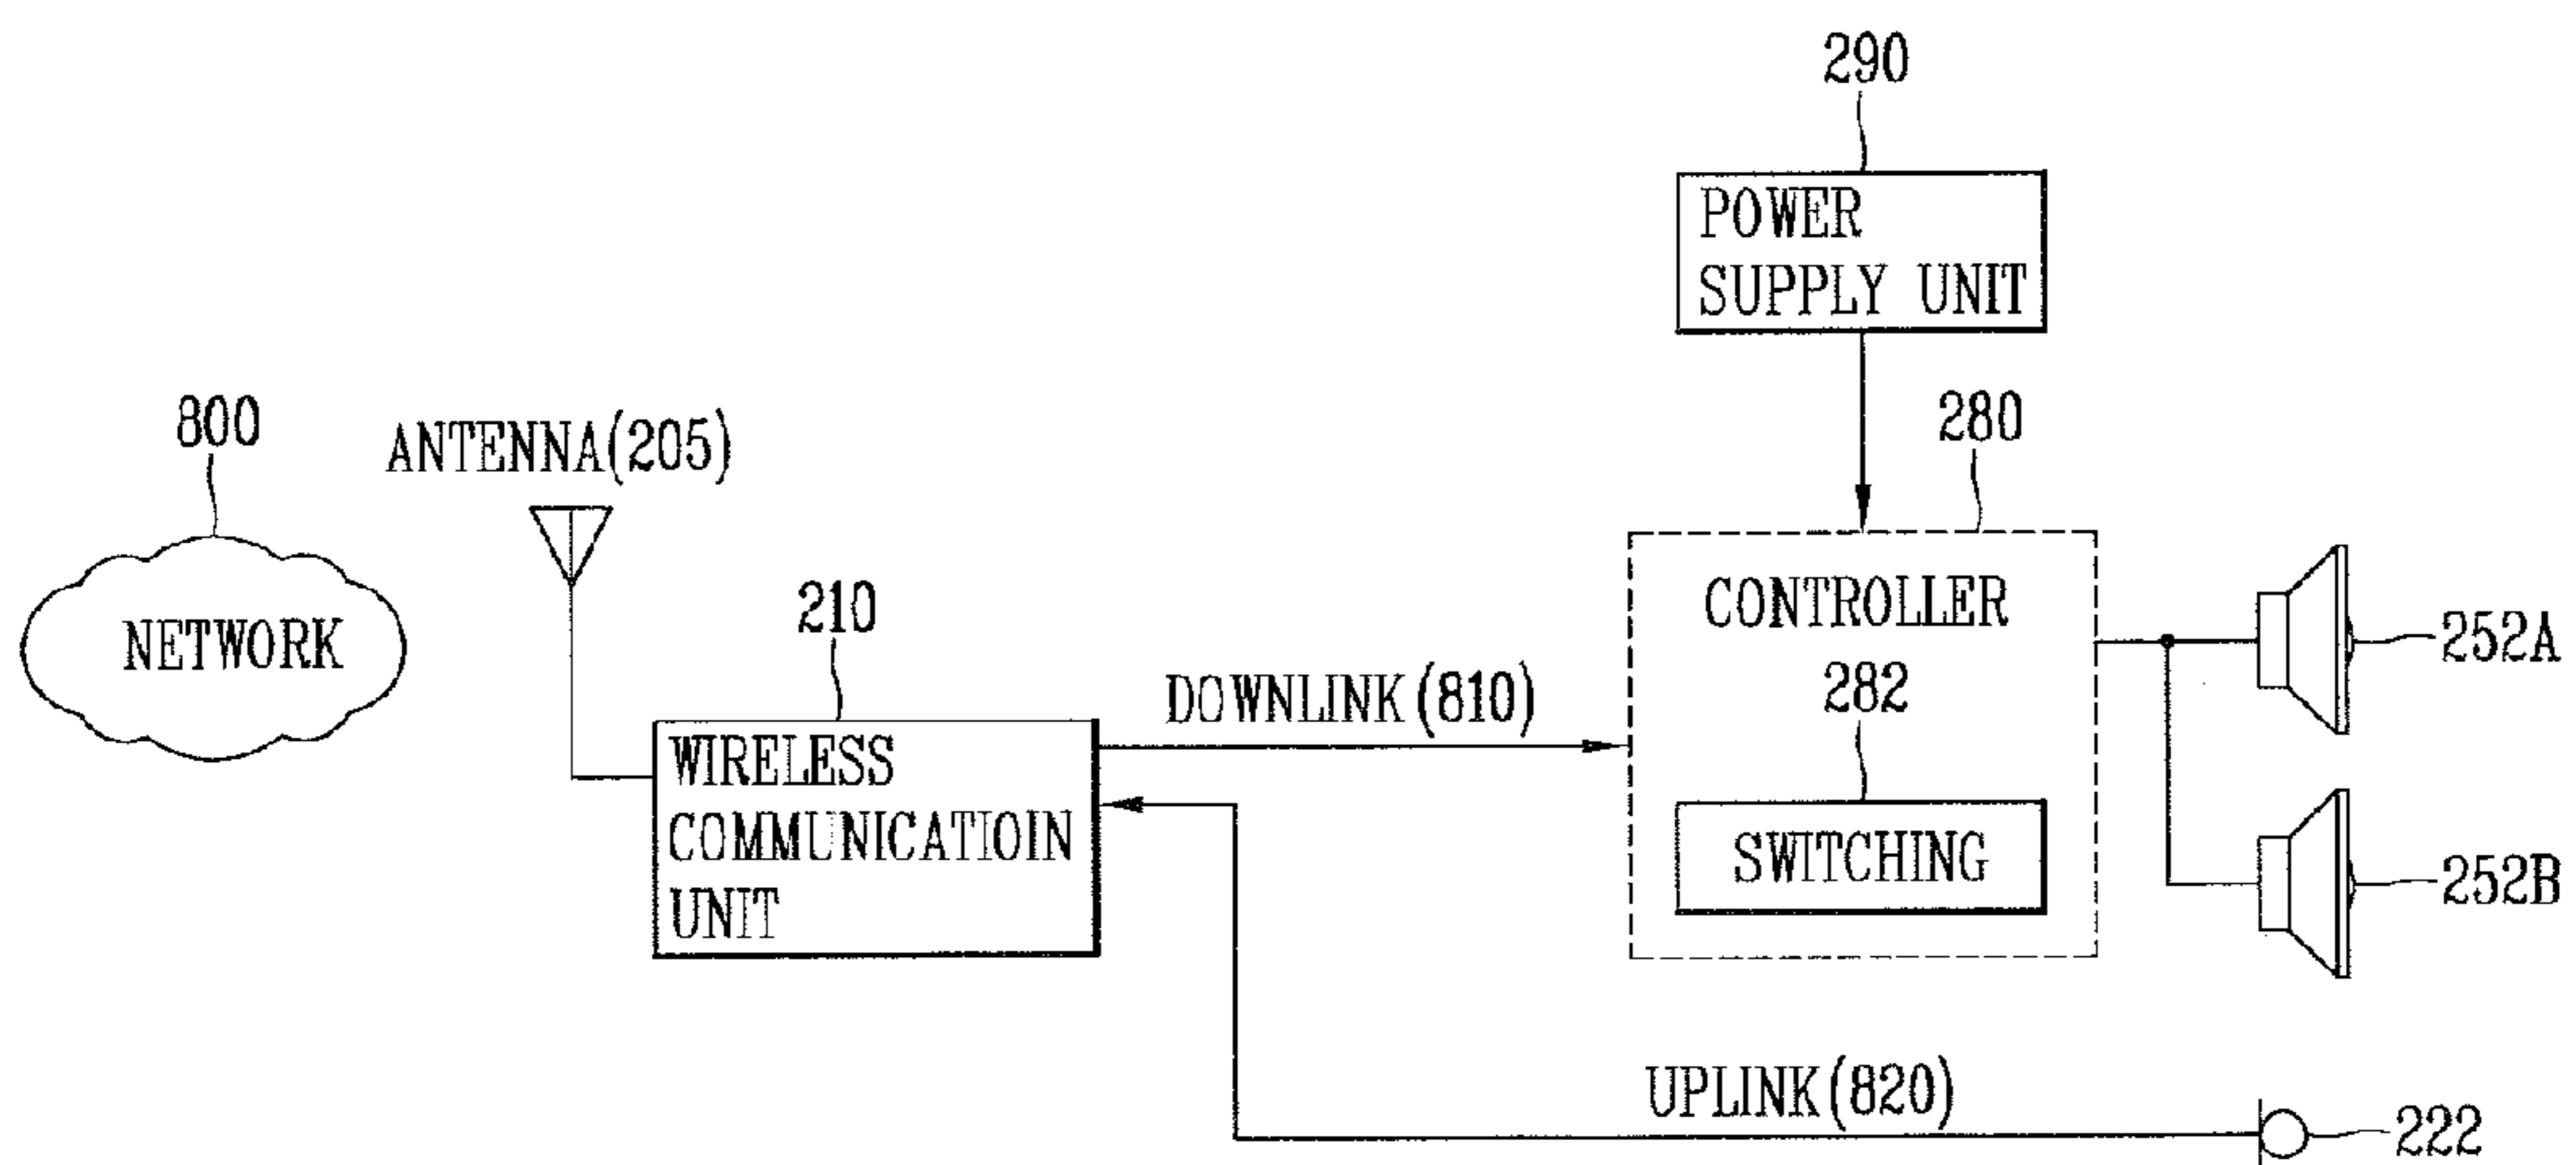 290
POWER
SUPPLY UNIT
800
ANTENNA(205)
280
210
CONTROLLER
NETWORK
252A
DOWNLINK(810)
282
WIRELESS
COMMUNICATIOIN
UNIT
SWITCHING
252B
UPLINK(820)
222